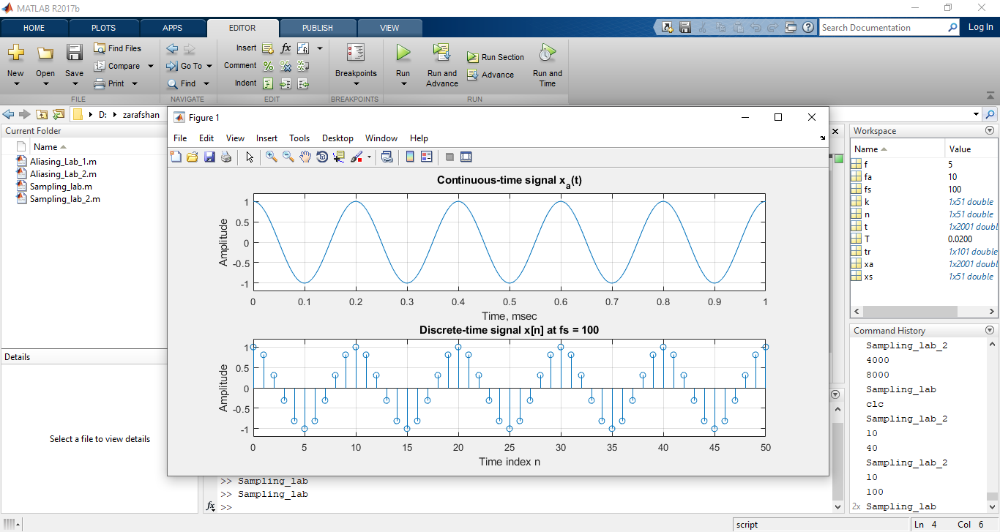 MATLAB R2017b
HOME PLOTS APPS EDITOR PUBLISH VIEW
Search Documentation Log In
New Open Save Find Files Compare Print
FILE
Go To Find
NAVIGATE
Insert fx
Comment
Indent
EDIT
Breakpoints
BREAKPOINTS
Run Run and Advance Run Section Advance Run and Time
RUN
D: zarafshan
Current Folder
Name
Aliasing_Lab_1.m
Aliasing_Lab_2.m
Sampling_lab.m
Sampling_lab_2.m
Details
Select a file to view details
Figure 1
File Edit View Insert Tools Desktop Window Help
Continuous-time signal xa(t)
Amplitude
1
0.5
0
-0.5
-1
0 0.1 0.2 0.3 0.4 0.5 0.6 0.7 0.8 0.9 1
Time, msec
Discrete-time signal x[n] at fs = 100
Amplitude
1
0.5
0
-0.5
-1
0 5 10 15 20 25 30 35 40 45 50
Time index n
>> Sampling_lab
>> Sampling_lab
fx >>
Workspace
Name Value
f 5
fa 10
fs 100
k 1x51 double
n 1x51 double
t 1x2001 doubl
T 0.0200
tr 1x101 double
xa 1x2001 doubl
xs 1x51 double
Command History
Sampling_lab_2
4000
8000
Sampling_lab
clc
Sampling_lab_2
10
40
Sampling_lab_2
10
100
2x Sampling_lab
script Ln 4 Col 6